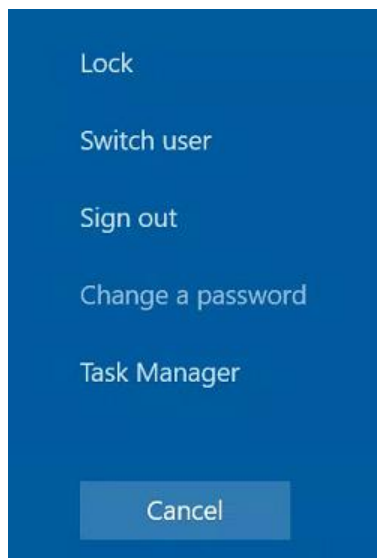 Lock
Switch user
Sign out
Change a password
Task Manager
Cancel